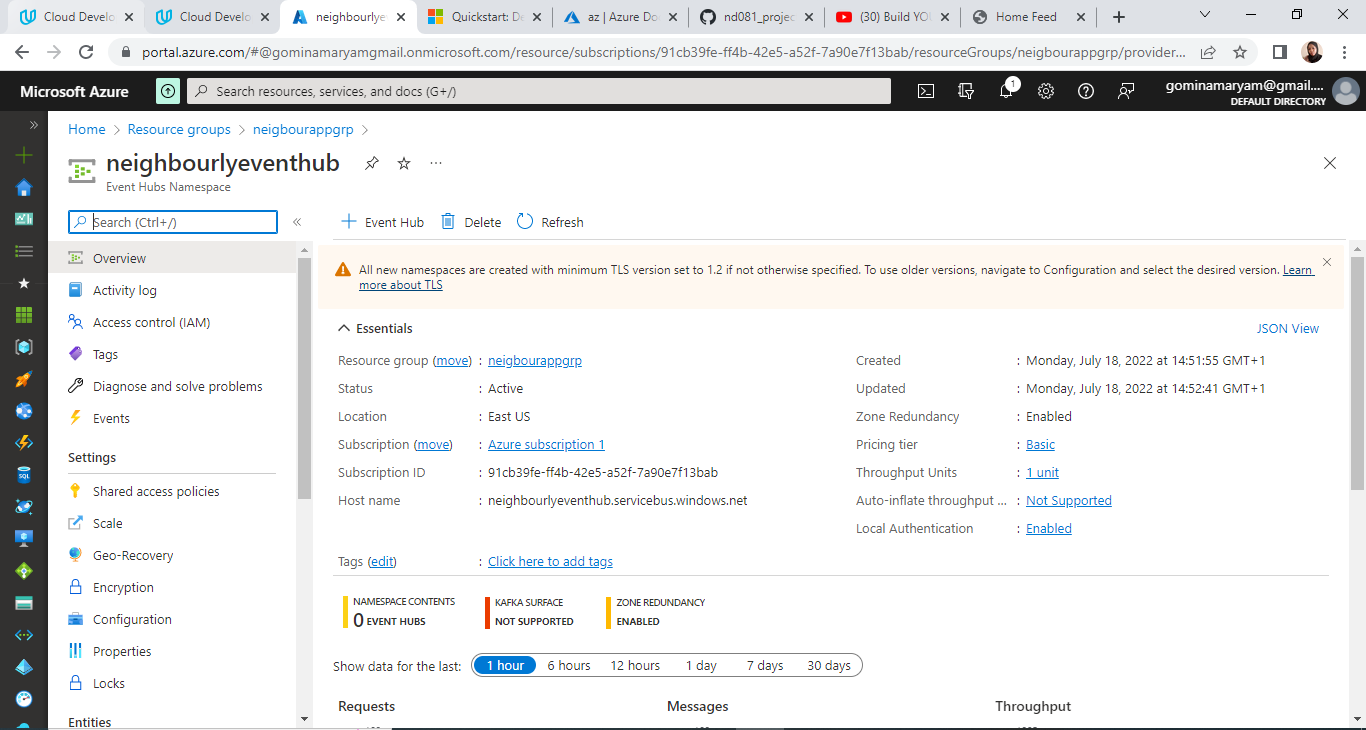 Cloud Develo
Cloud Develo
neighbourlye
Quickstart: De
az | Azure Do
nd081_projec
(30) Build YO
Home Feed
portal.azure.com/#@gominamaryamgmail.onmicrosoft.com/resource/subscriptions/91cb39fe-ff4b-42e5-a52f-7a90e7f13bab/resourceGroups/neigbourappgrp/provider...
Microsoft Azure
Search resources, services, and docs (G+/)
1
gominamaryam@gmail....
DEFAULT DIRECTORY
Home > Resource groups > neigbourappgrp >
neighbourlyeventhub
Event Hubs Namespace
Search (Ctrl+/)
Event Hub
Delete
Refresh
Overview
Activity log
Access control (IAM)
Tags
Diagnose and solve problems
Events
Settings
Shared access policies
Scale
Geo-Recovery
Encryption
Configuration
Properties
Locks
Entities
All new namespaces are created with minimum TLS version set to 1.2 if not otherwise specified. To use older versions, navigate to Configuration and select the desired version. Learn
more about TLS
Essentials
JSON View
Resource group (move) : neigbourappgrp
Status : Active
Location : East US
Subscription (move) : Azure subscription 1
Subscription ID : 91cb39fe-ff4b-42e5-a52f-7a90e7f13bab
Host name : neighbourlyeventhub.servicebus.windows.net
Created : Monday, July 18, 2022 at 14:51:55 GMT+1
Updated : Monday, July 18, 2022 at 14:52:41 GMT+1
Zone Redundancy : Enabled
Pricing tier : Basic
Throughput Units : 1 unit
Auto-inflate throughput ... : Not Supported
Local Authentication : Enabled
Tags (edit) : Click here to add tags
NAMESPACE CONTENTS
0 EVENT HUBS
KAFKA SURFACE
NOT SUPPORTED
ZONE REDUNDANCY
ENABLED
Show data for the last: 1 hour 6 hours 12 hours 1 day 7 days 30 days
Requests
Messages
Throughput